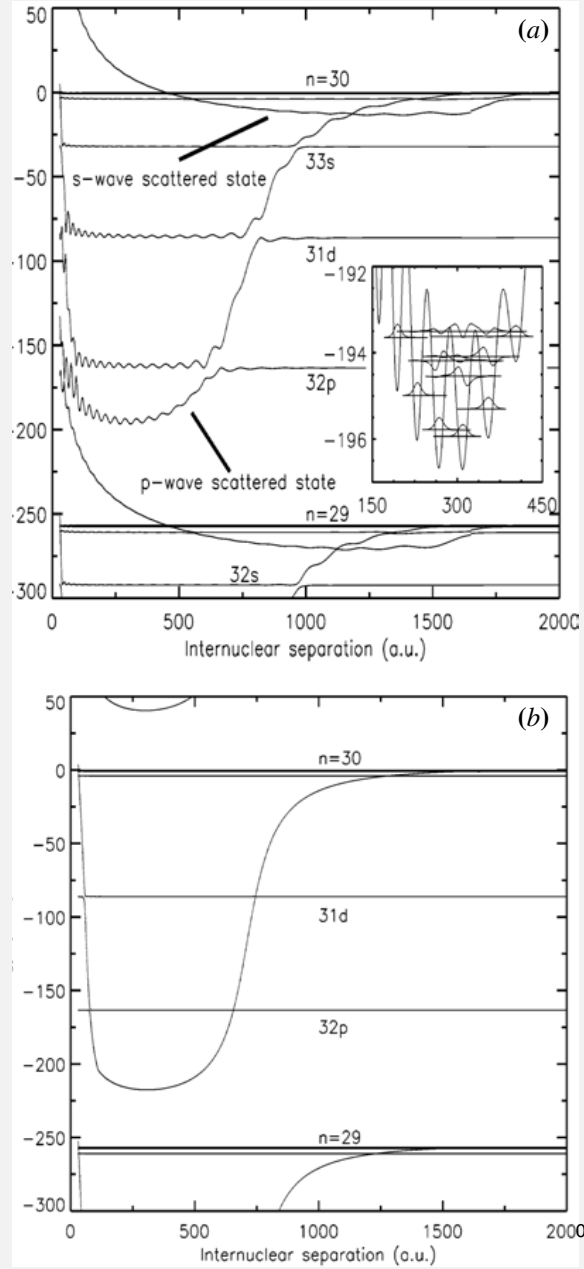 (a)
50
n=30
0
33s
s-wave scattered state
-50
31d
-100
-150
32p
-200
p-wave scattered state
-250
n=29
32s
-300
0 500 1000 1500 2000
Internuclear separation (a.u.)
-192
-194
-196
150 300 450
(b)
50
n=30
0
-50
31d
-100
-150
32p
-200
-250
n=29
-300
0 500 1000 1500 2000
Internuclear separation (a.u.)